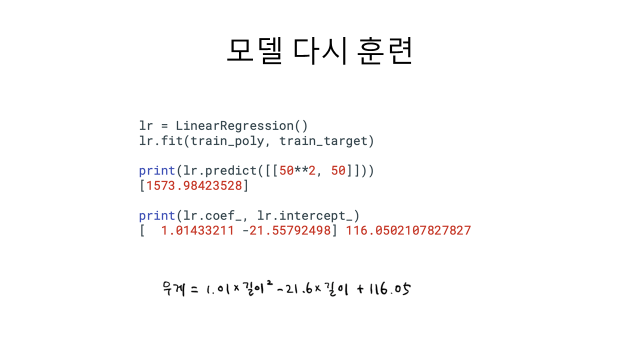 모델 다시 훈련
lr = LinearRegression()
lr.fit(train_poly, train_target)
print(lr.predict([[50**2, 50]]))
[1573.98423528]
print(lr.coef_, lr.intercept_)
[  1.01433211 -21.55792498] 116.0502107827827
무게 = 1.01 × 길이² - 21.6 × 길이 + 116.05